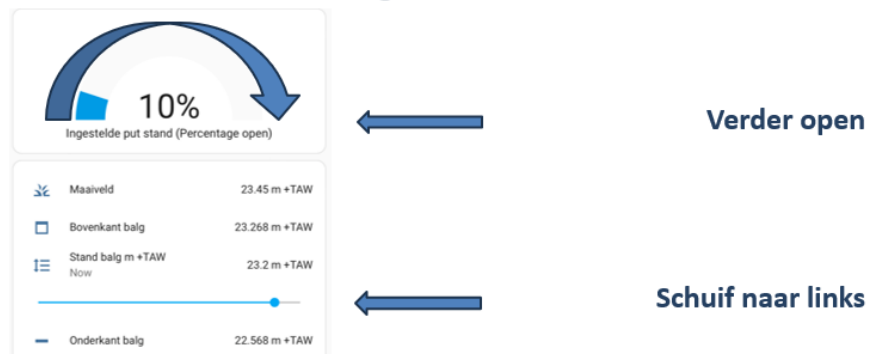 10%
Ingestelde put stand (Percentage open)
Verder open
Maaiveld 23.45 m +TAW
Bovenkant balg 23.268 m +TAW
Stand balg m +TAW 23.2 m +TAW
Now
Schuif naar links
Onderkant balg 22.568 m +TAW